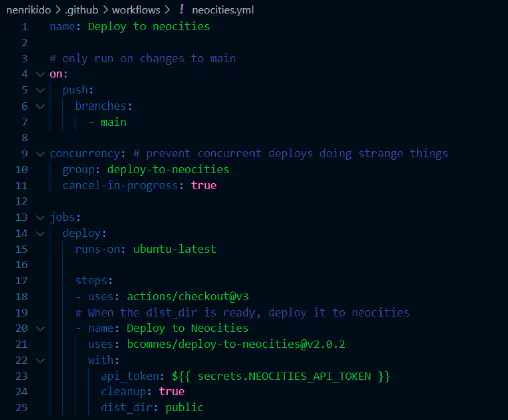 nenrikido > .github > workflows > ! neocities.yml
1 name: Deploy to neocities
2
3 # only run on changes to main
4 on:
5 push:
6 branches:
7 - main
8
9 concurrency: # prevent concurrent deploys doing strange things
10 group: deploy-to-neocities
11 cancel-in-progress: true
12
13 jobs:
14 deploy:
15 runs-on: ubuntu-latest
16
17 steps:
18 - uses: actions/checkout@v3
19 # When the dist_dir is ready, deploy it to neocities
20 - name: Deploy to Neocities
21 uses: bcomnes/deploy-to-neocities@v2.0.2
22 with:
23 api_token: ${{ secrets.NEOCITIES_API_TOKEN }}
24 cleanup: true
25 dist_dir: public